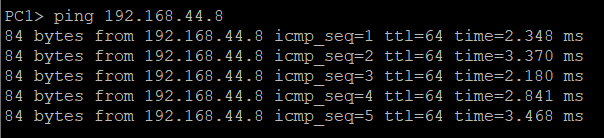 PC1> ping 192.168.44.8
84 bytes from 192.168.44.8 icmp_seq=1 ttl=64 time=2.348 ms
84 bytes from 192.168.44.8 icmp_seq=2 ttl=64 time=3.370 ms
84 bytes from 192.168.44.8 icmp_seq=3 ttl=64 time=2.180 ms
84 bytes from 192.168.44.8 icmp_seq=4 ttl=64 time=2.841 ms
84 bytes from 192.168.44.8 icmp_seq=5 ttl=64 time=3.468 ms